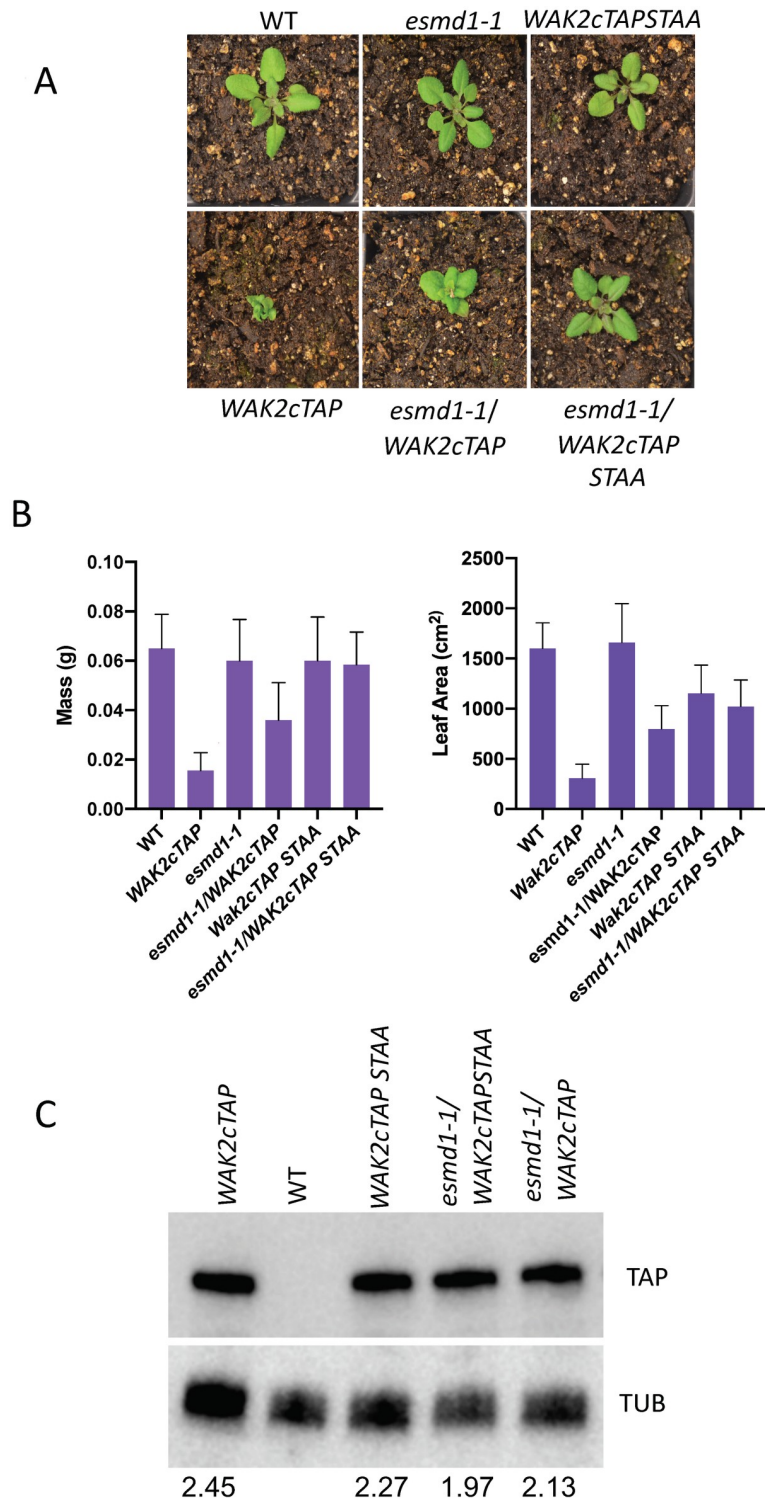 A
WT
esmd1-1
WAK2cTAPSTAA
WAK2cTAP
esmd1-1/
WAK2cTAP
esmd1-1/
WAK2cTAP
STAA
B
Mass (g)
0.10
0.08
0.06
0.04
0.02
0.00
WT
WAK2cTAP
esmd1-1
esmd1-1/WAK2cTAP
Wak2cTAP STAA
esmd1-1/WAK2cTAP STAA
Leaf Area (cm²)
2500
2000
1500
1000
500
0
WT
Wak2cTAP
esmd1-1
esmd1-1/WAK2cTAP
Wak2cTAP STAA
esmd1-1/WAK2cTAP STAA
C
WAK2cTAP
WT
WAK2cTAP STAA
esmd1-1/
WAK2cTAPSTAA
esmd1-1/
WAK2cTAP
TAP
TUB
2.45
2.27
1.97
2.13